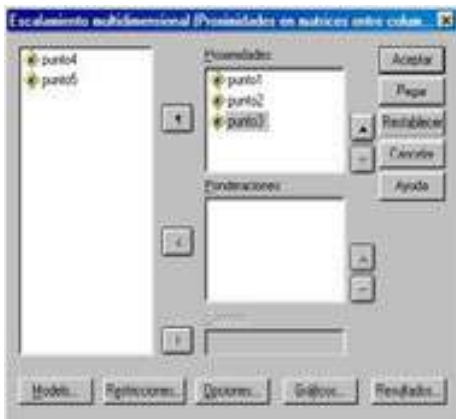 Escalamiento multidimensional (Proximidades en matrices entre colum
punto4
punto5
Proximidades
punto1
punto2
punto3
Ponderaciones
Aceptar
Pegar
Restablecer
Cancelar
Ayuda
Modelo...
Restricciones...
Opciones...
Gráficos...
Resultados...